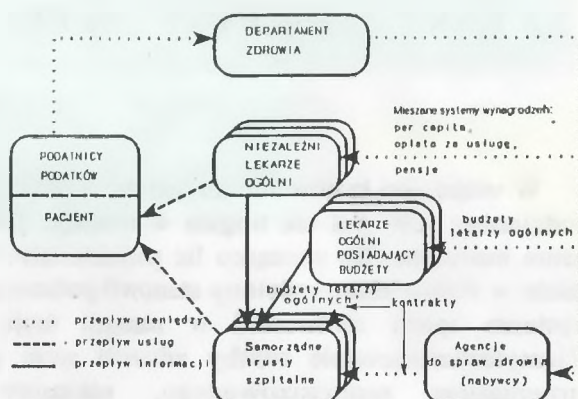 DEPARTAMENT
ZDROWIA
Mieszane systemy wynagrodzeń:
per capita,
opłata za usługę,
pensje
NIEZALEŻNI
LEKARZE
OGÓLNI
PODATNICY
PODATKÓW
PACJENT
LEKARZE
OGÓLNI
POSIADAJĄCY
BUDŻETY
budżety
lekarzy ogólnych
budżety lekarzy
ogólnych
kontrakty
przepływ pieniędzy
przepływ usług
przepływ informacji
Samorządne
trusty
szpitalne
Agencje
do spraw zdrowia
(nabywcy)